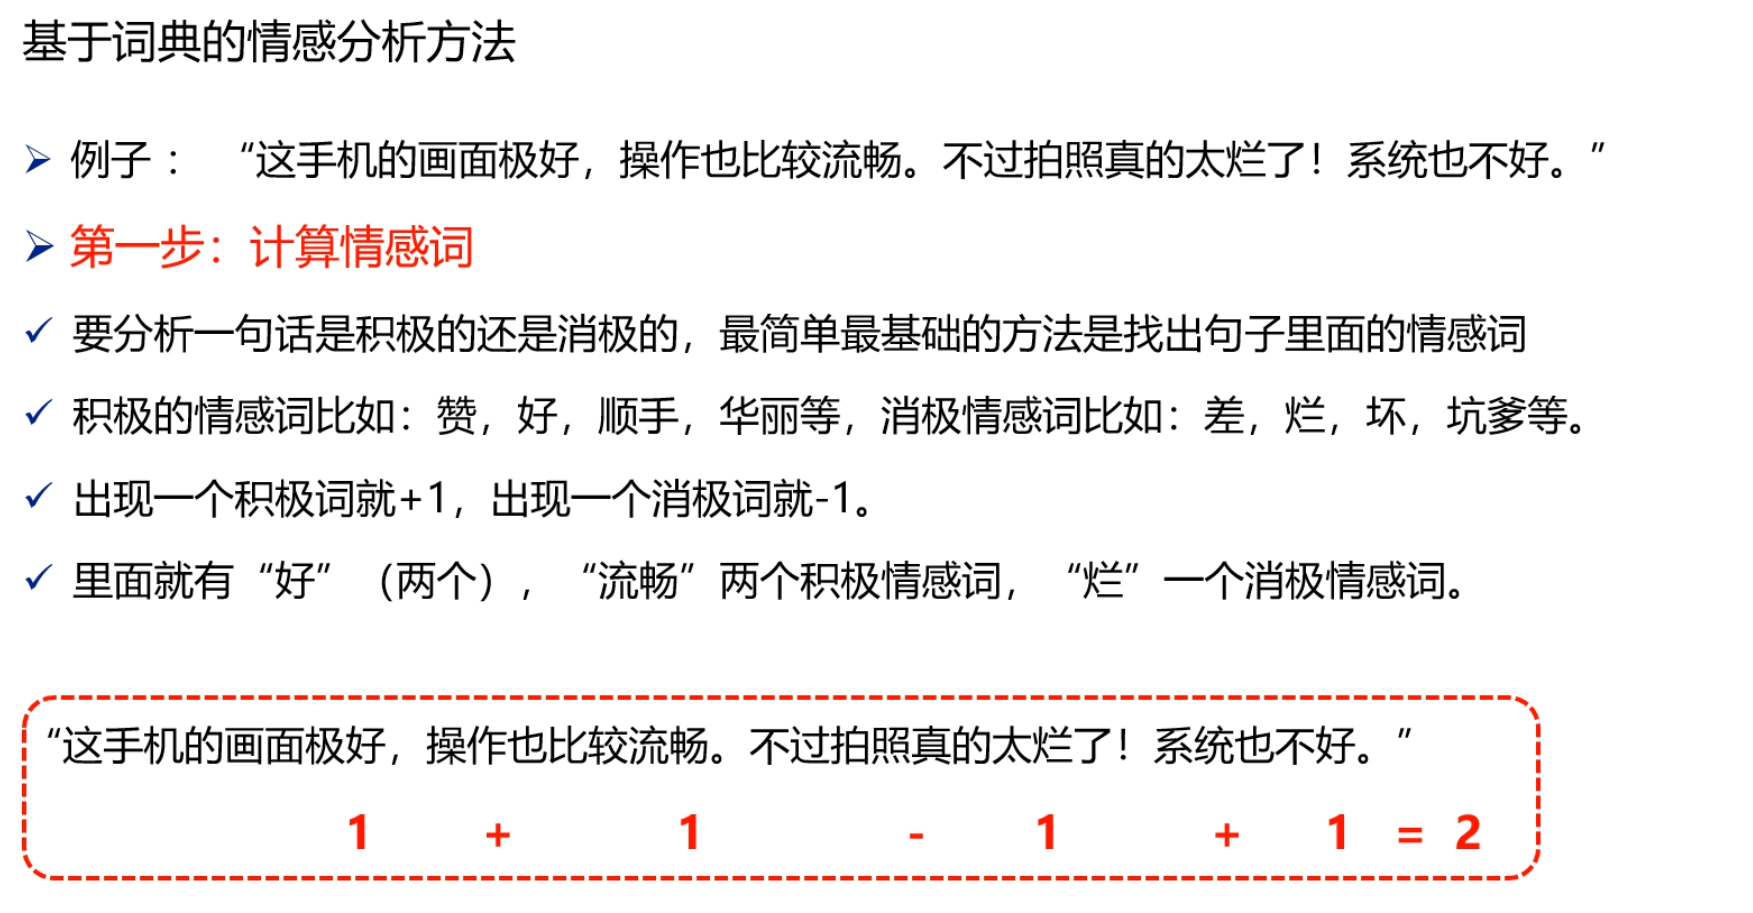 基于词典的情感分析方法
例子： “这手机的画面极好，操作也比较流畅。不过拍照真的太烂了！系统也不好。”
第一步：计算情感词
要分析一句话是积极的还是消极的，最简单最基础的方法是找出句子里面的情感词
积极的情感词比如：赞，好，顺手，华丽等，消极情感词比如：差，烂，坏，坑爹等。
出现一个积极词就+1，出现一个消极词就-1。
里面就有“好”（两个），“流畅”两个积极情感词，“烂”一个消极情感词。
“这手机的画面极好，操作也比较流畅。不过拍照真的太烂了！系统也不好。”
1 + 1 - 1 + 1 = 2